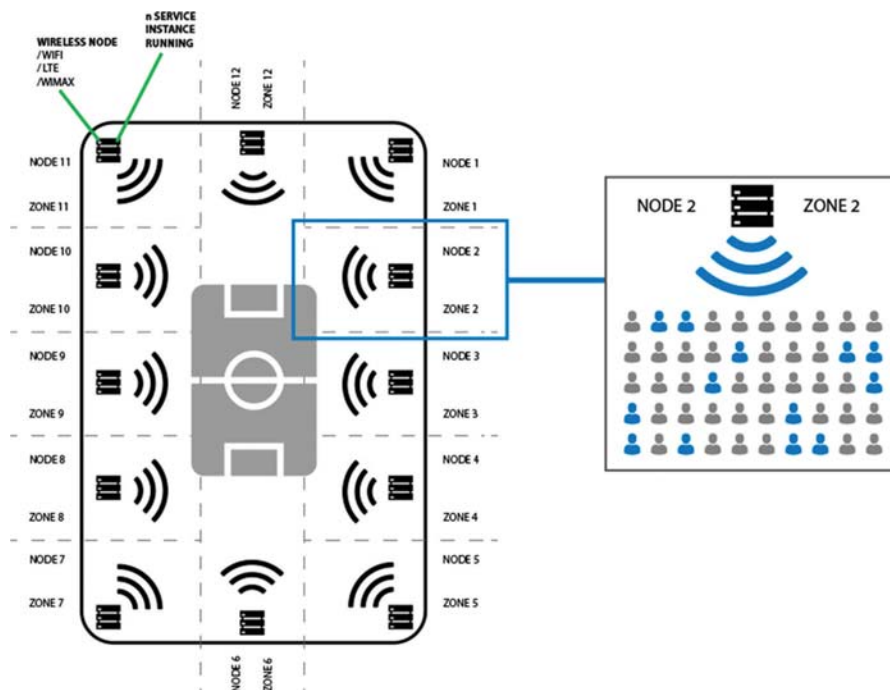 n SERVICE
INSTANCE
RUNNING
WIRELESS NODE
/WIFI
/ LTE
/WIMAX
NODE 12
ZONE 12
NODE 11
ZONE 11
NODE 1
ZONE 1
NODE 10
ZONE 10
NODE 2
ZONE 2
NODE 9
ZONE 9
NODE 3
ZONE 3
NODE 8
ZONE 8
NODE 4
ZONE 4
NODE 7
ZONE 7
NODE 5
ZONE 5
NODE 6
ZONE 6
NODE 2 ZONE 2